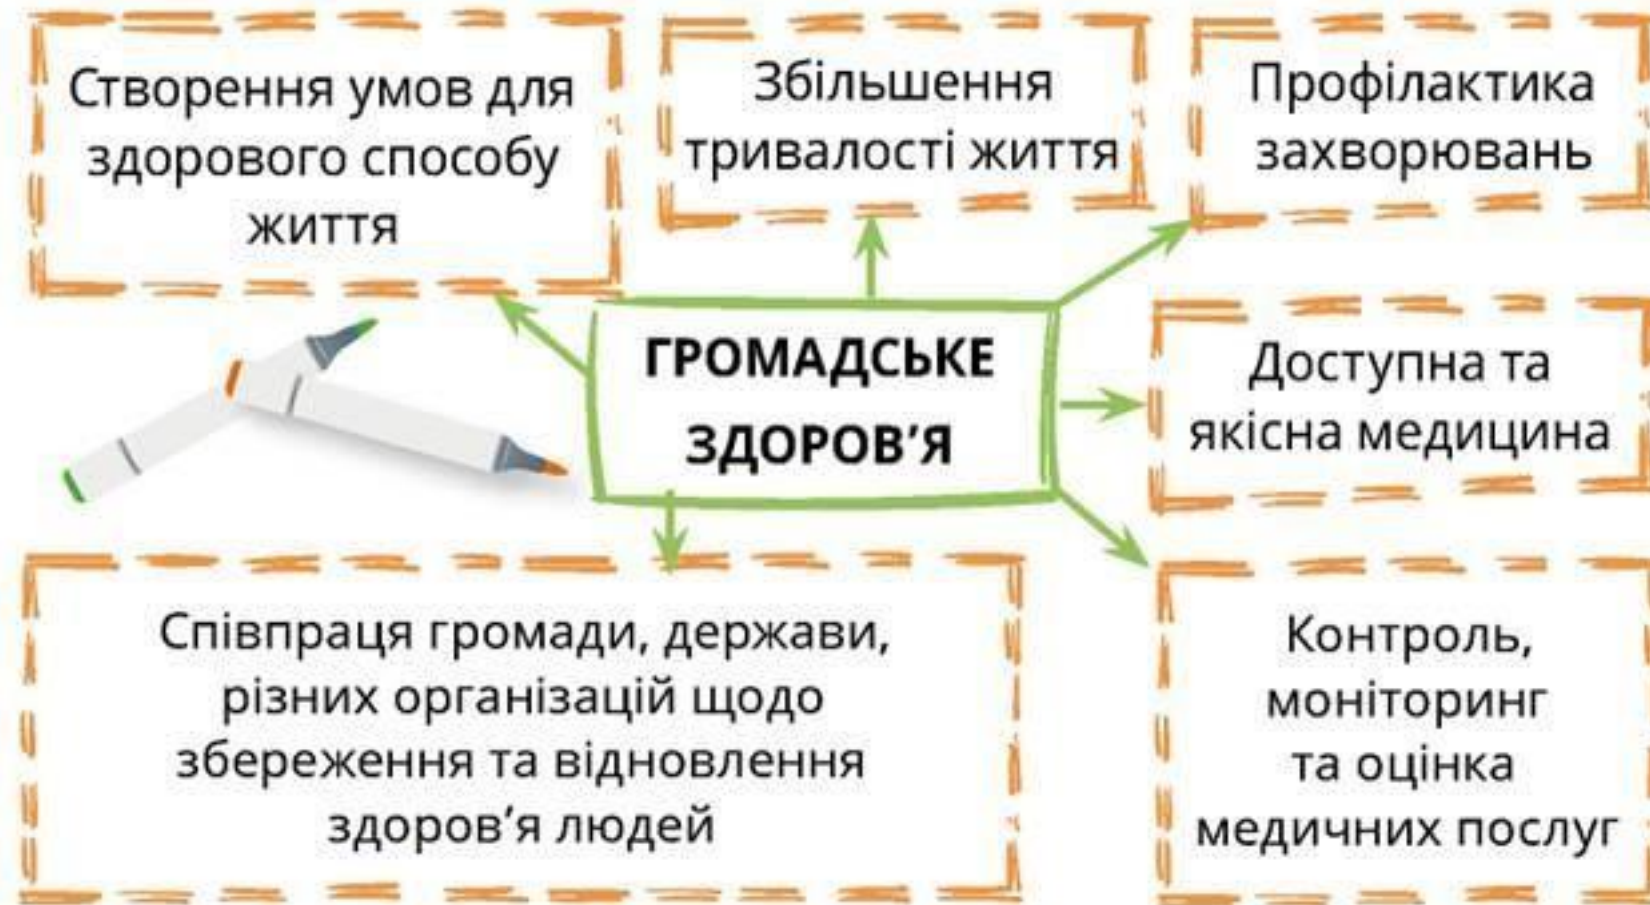 Створення умов для
здорового способу
життя
Збільшення
тривалості життя
Профілактика
захворювань
ГРОМАДСЬКЕ
ЗДОРОВ’Я
Доступна та
якісна медицина
Співпраця громади, держави,
різних організацій щодо
збереження та відновлення
здоров’я людей
Контроль,
моніторинг
та оцінка
медичних послуг